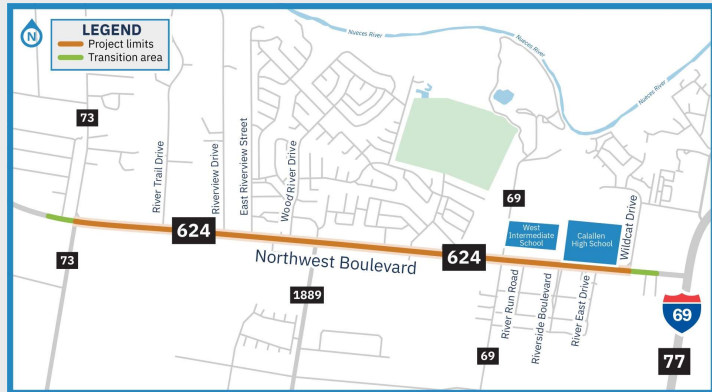 N
LEGEND
Project limits
Transition area
Nueces River
Nueces River
Nueces River
73
River Trail Drive
Riverview Drive
East Riverview Street
Wood River Drive
69
West
Intermediate
School
Calallen
High School
Wildcat Drive
624
624
Northwest Boulevard
73
1889
River Run Road
Riverside Boulevard
River East Drive
69
69
77